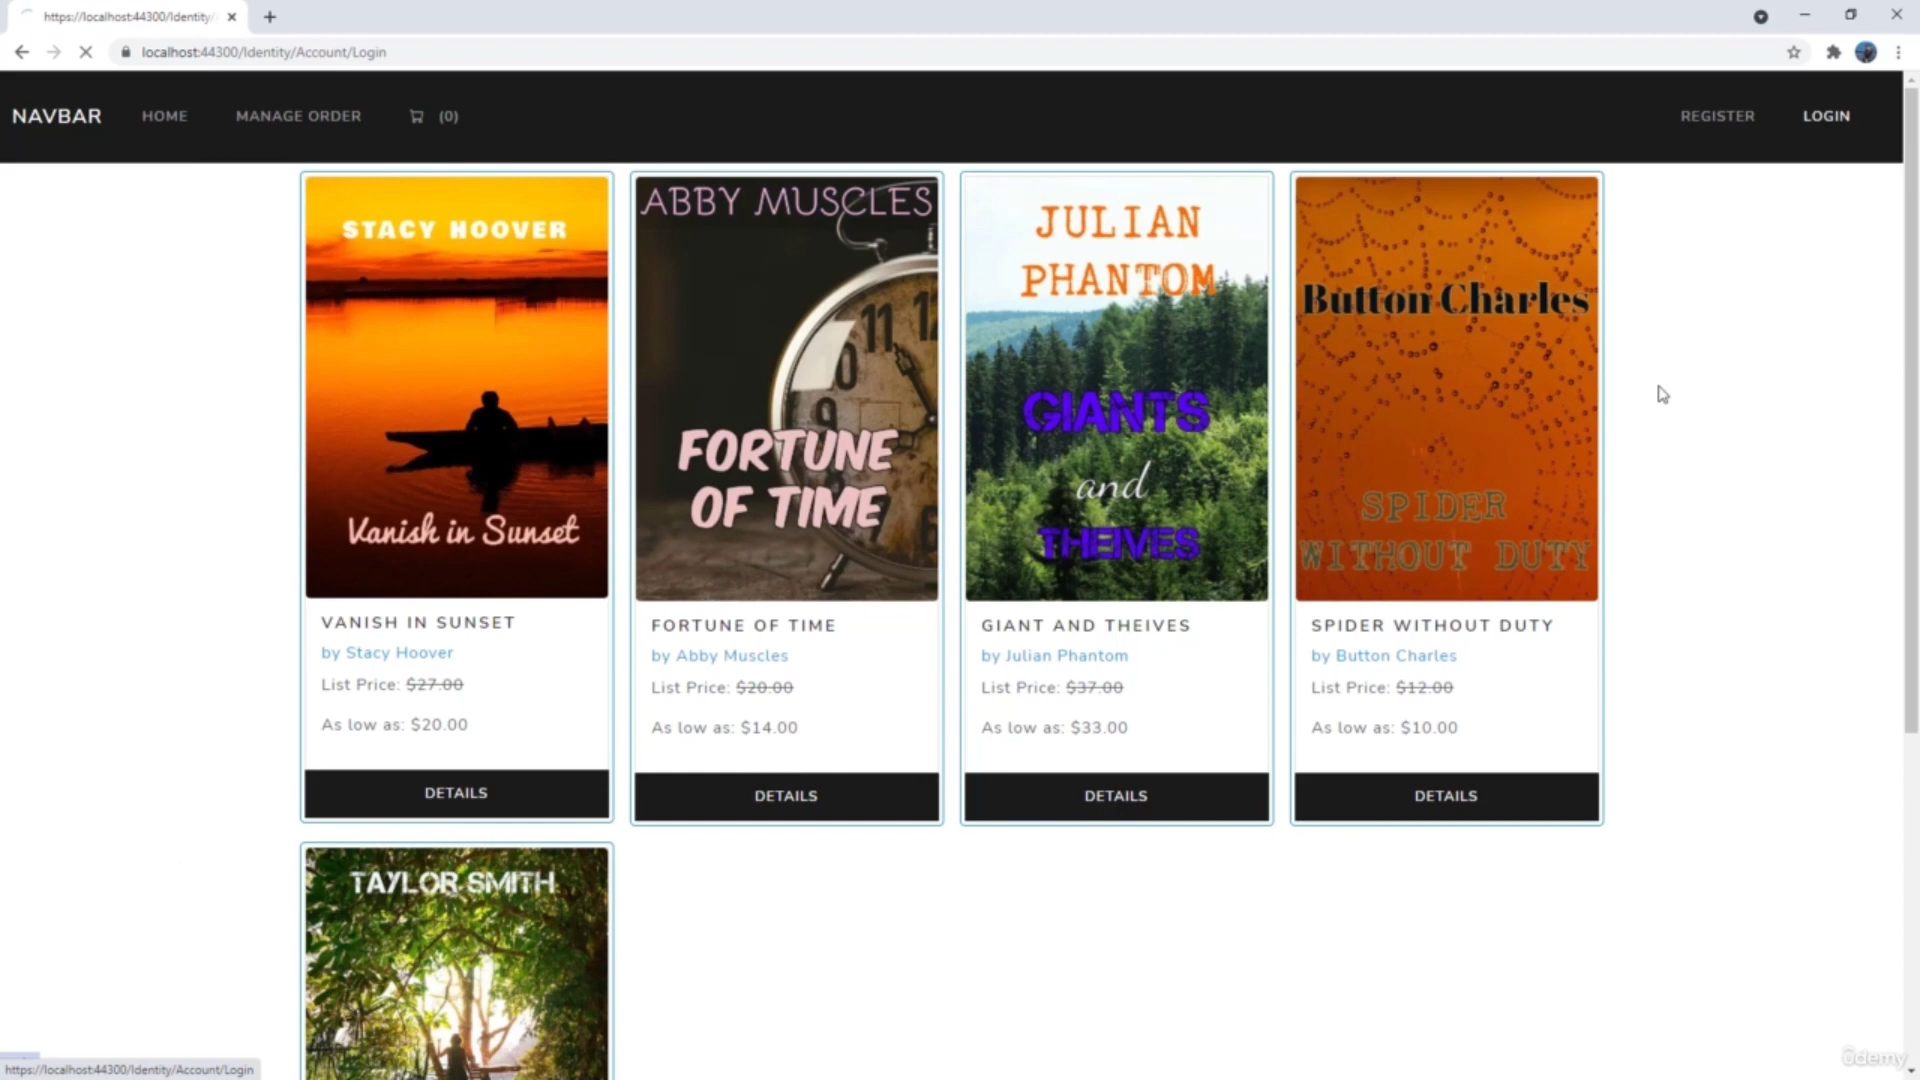 https://localhost:44300/Identity/
localhost:44300/Identity/Account/Login
NAVBAR HOME MANAGE ORDER (0) REGISTER LOGIN
STACY HOOVER
Vanish in Sunset
ABBY MUSCLES
11 12
9
6
FORTUNE
OF TIME
JULIAN
PHANTOM
GIANTS
and
THEIVES
Button Charles
SPIDER
WITHOUT DUTY
VANISH IN SUNSET
by Stacy Hoover
List Price: $27.00
As low as: $20.00
DETAILS
FORTUNE OF TIME
by Abby Muscles
List Price: $20.00
As low as: $14.00
DETAILS
GIANT AND THEIVES
by Julian Phantom
List Price: $37.00
As low as: $33.00
DETAILS
SPIDER WITHOUT DUTY
by Button Charles
List Price: $12.00
As low as: $10.00
DETAILS
TAYLOR SMITH
https://localhost:44300/Identity/Account/Login
ûdemy